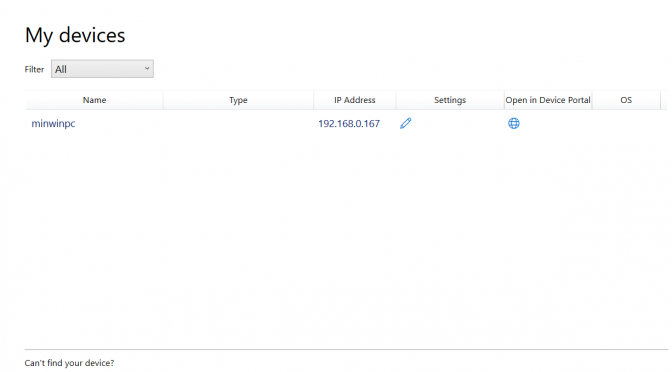 My devices
Filter All
Name Type IP Address Settings Open in Device Portal OS
minwinpc 192.168.0.167
Can't find your device?